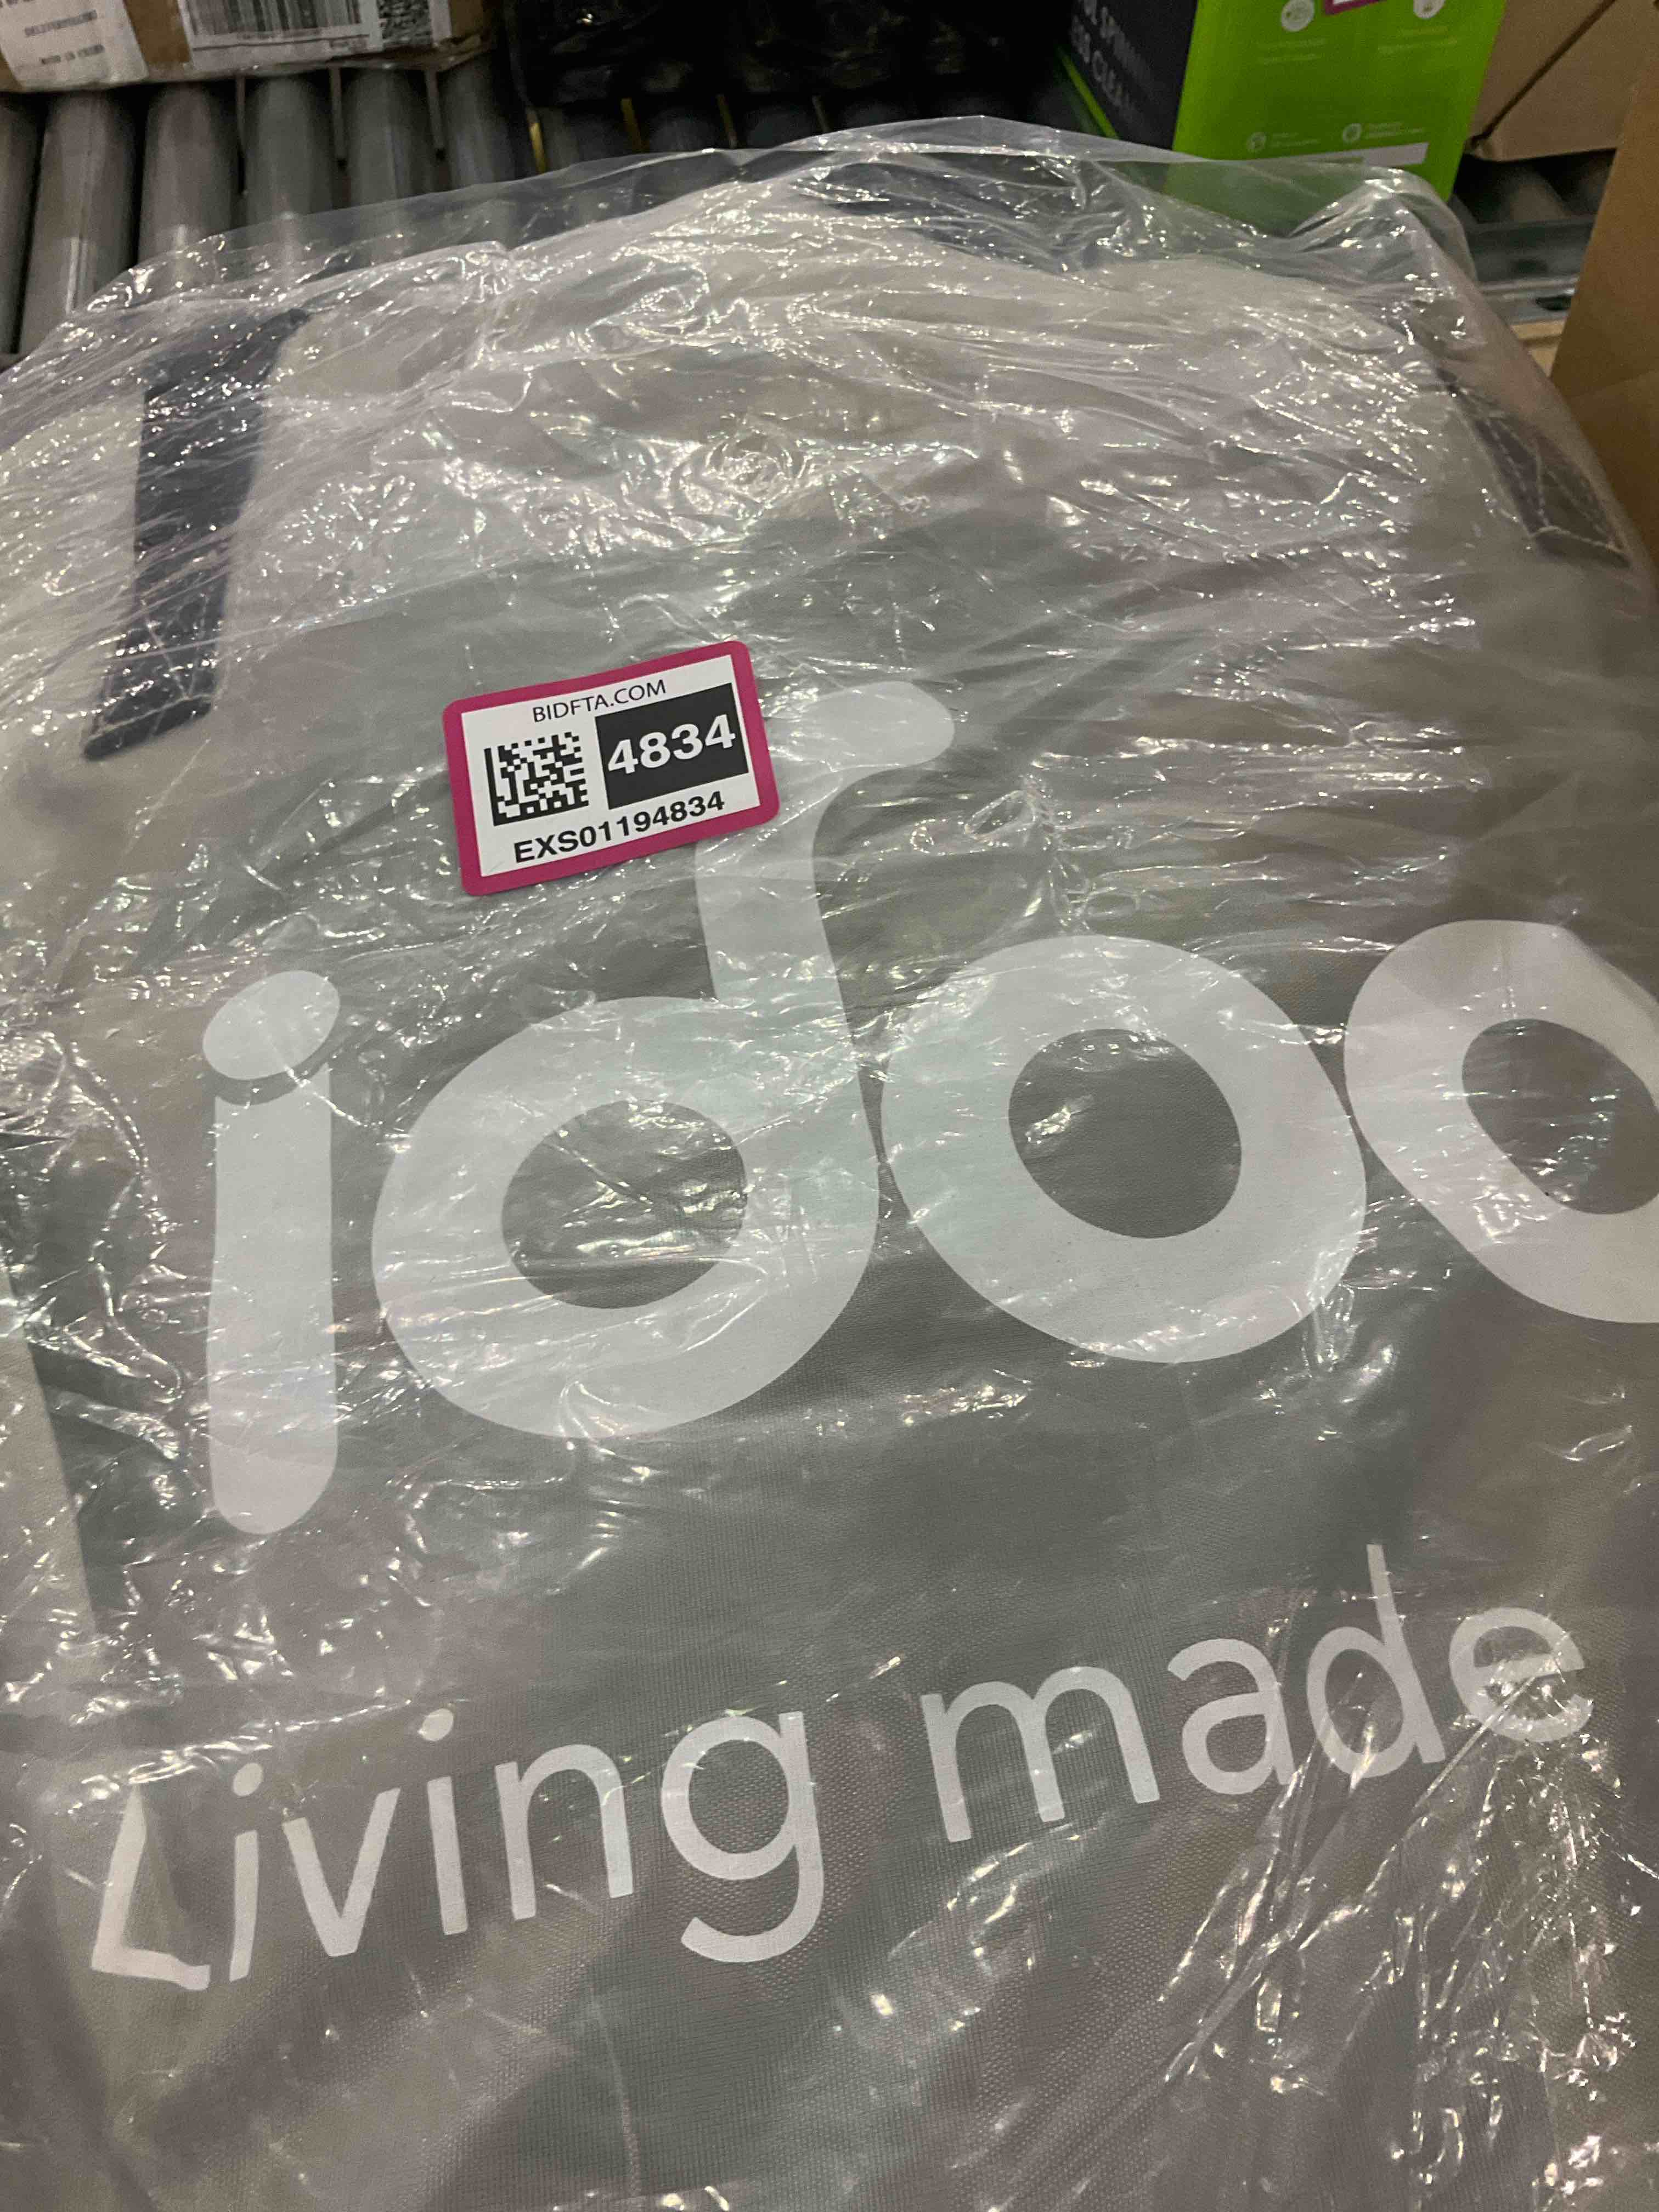 BIDFTA.COM
4834
EXS01194834
idoo
Living made